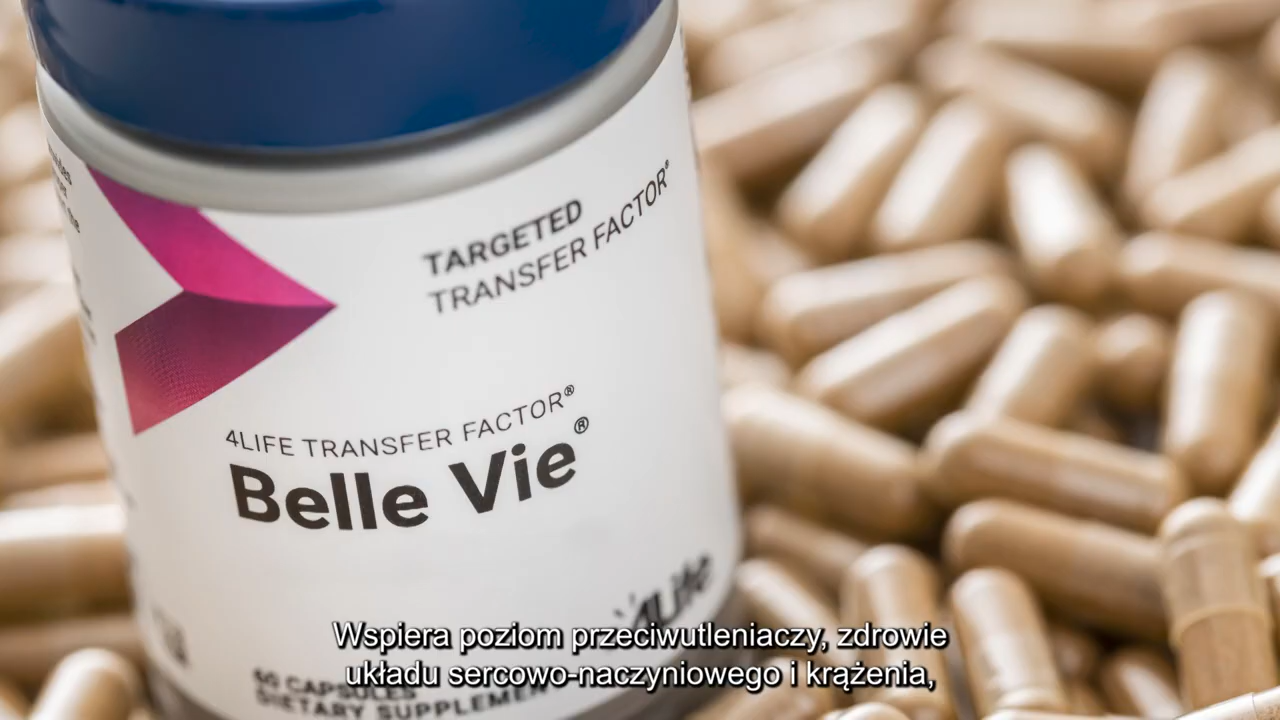 TARGETED
TRANSFER FACTOR®
4LIFE TRANSFER FACTOR®
Belle Vie®
4Life
60 CAPSULES
DIETARY SUPPLEMENT
Wspiera poziom przeciwutleniaczy, zdrowie
układu sercowo-naczyniowego i krążenia,